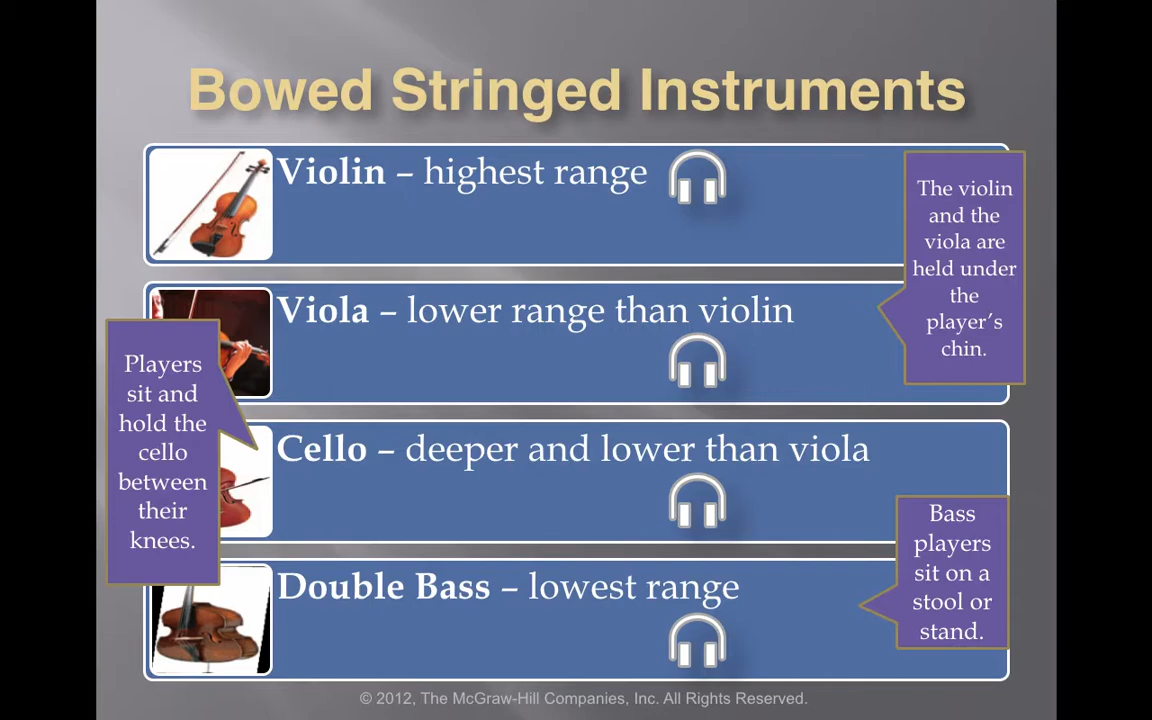 Bowed Stringed Instruments
Violin – highest range
The violin
and the
viola are
held under
the
player’s
chin.
Viola – lower range than violin
Players
sit and
hold the
cello
between
their
knees.
Cello – deeper and lower than viola
Double Bass – lowest range
Bass
players
sit on a
stool or
stand.
© 2012, The McGraw-Hill Companies, Inc. All Rights Reserved.